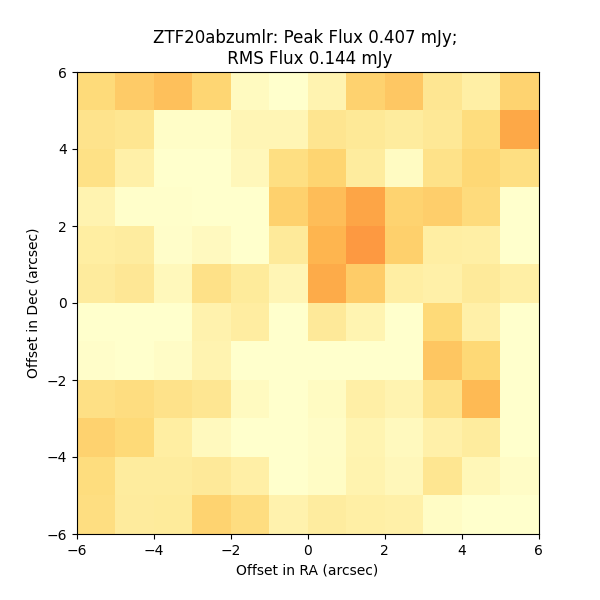 ZTF20abzumlr: Peak Flux 0.407 mJy;
RMS Flux 0.144 mJy
6
4
2
0
−2
−4
−6
Offset in Dec (arcsec)
−6 −4 −2 0 2 4 6
Offset in RA (arcsec)